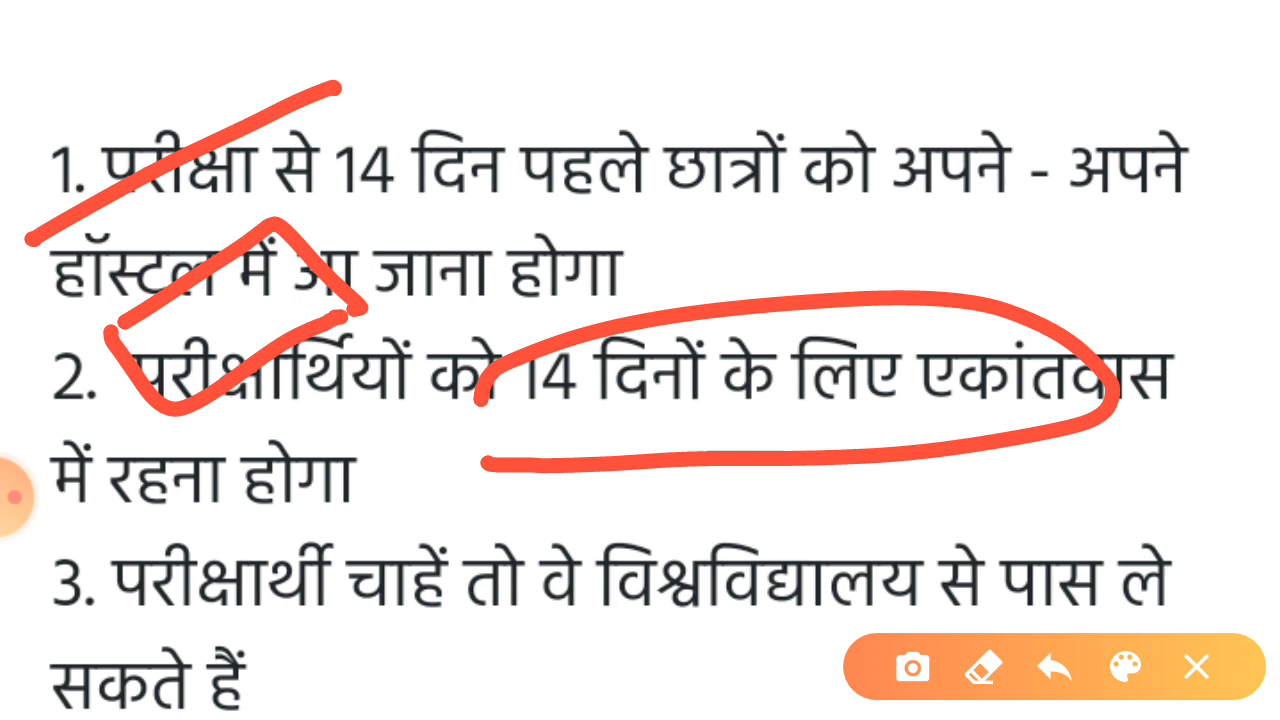 1. परीक्षा से 14 दिन पहले छात्रों को अपने - अपने
हॉस्टल में आ जाना होगा
2. परीक्षार्थियों को 14 दिनों के लिए एकांतवास
में रहना होगा
3. परीक्षार्थी चाहें तो वे विश्वविद्यालय से पास ले
सकते हैं